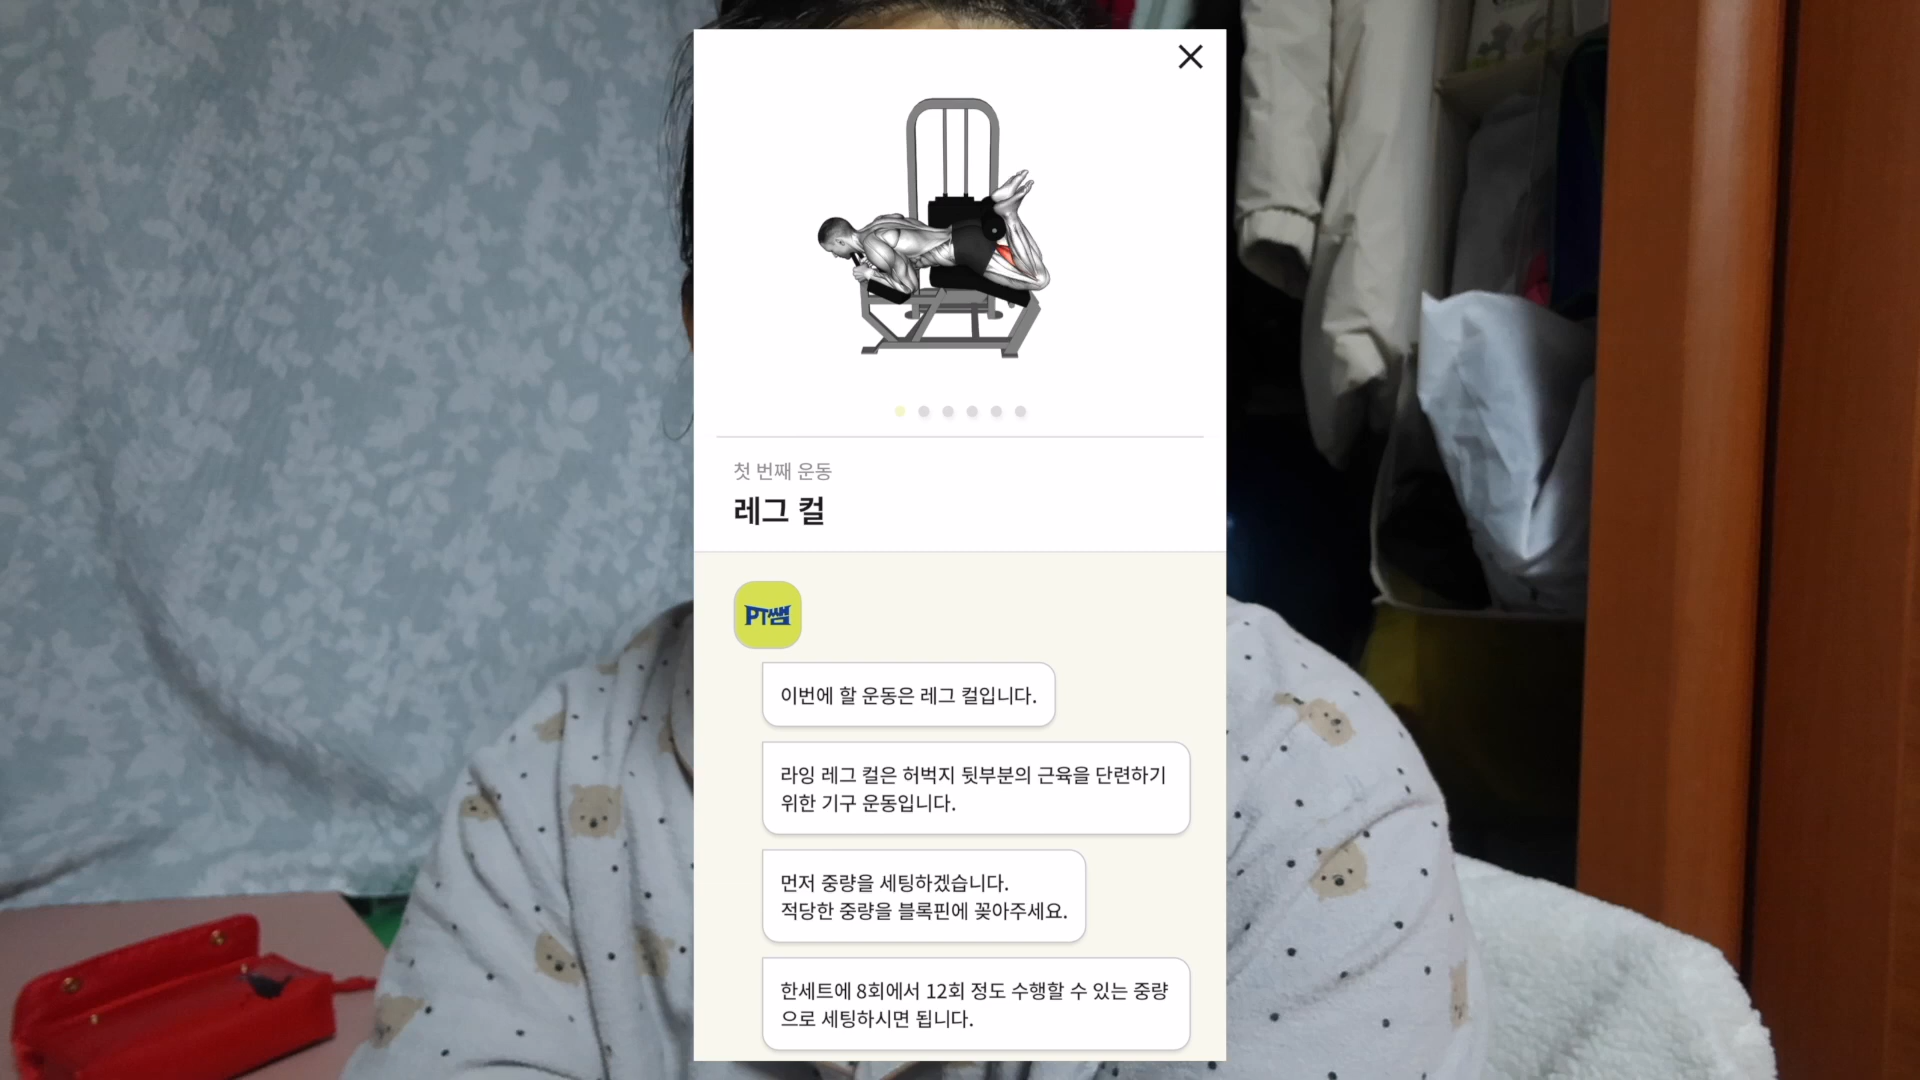 첫 번째 운동
레그 컬
PT쌤
이번에 할 운동은 레그 컬입니다.
라잉 레그 컬은 허벅지 뒷부분의 근육을 단련하기
위한 기구 운동입니다.
먼저 중량을 세팅하겠습니다.
적당한 중량을 블록핀에 꽂아주세요.
한세트에 8회에서 12회 정도 수행할 수 있는 중량
으로 세팅하시면 됩니다.